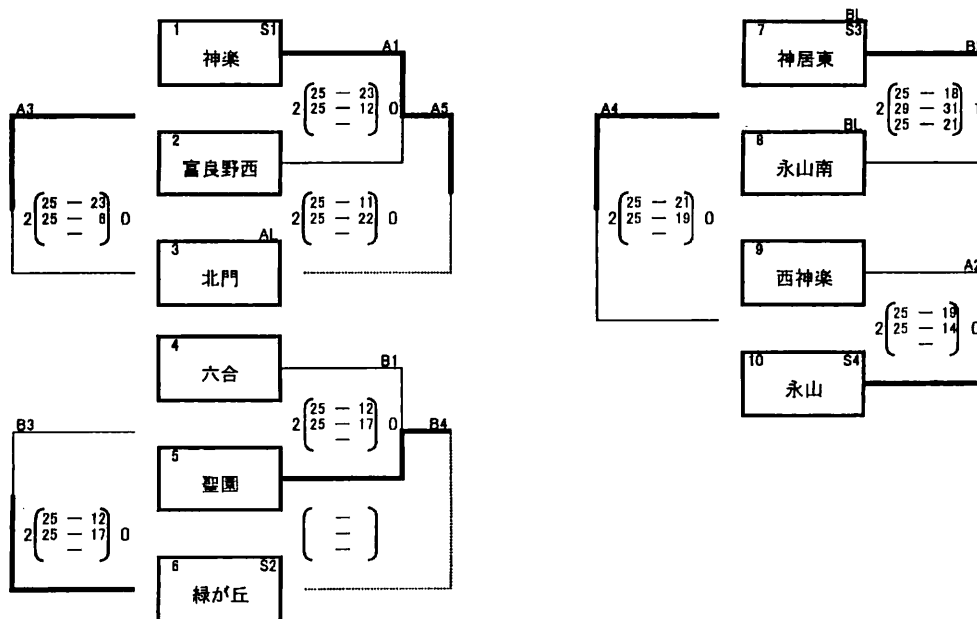 1 S1
神楽
A1
2 ( 25 — 23 ) 0
25 — 12
—
A3
A5
2
富良野西
2 ( 25 — 23 ) 0
25 — 6
—
2 ( 25 — 11 ) 0
25 — 22
—
3 AL
北門
4
六合
B1
2 ( 25 — 12 ) 0
25 — 17
—
B3
B4
5
聖園
2 ( 25 — 12 ) 0
25 — 17
—
( — )
—
—
6 S2
緑が丘
BL
7 S3
神居東
B
2 ( 25 — 18 )
29 — 31
25 — 21
A4
BL
8
永山南
2 ( 25 — 21 ) 0
25 — 19
—
9
西神楽
A2
2 ( 25 — 19 ) 0
25 — 14
—
10 S4
永山